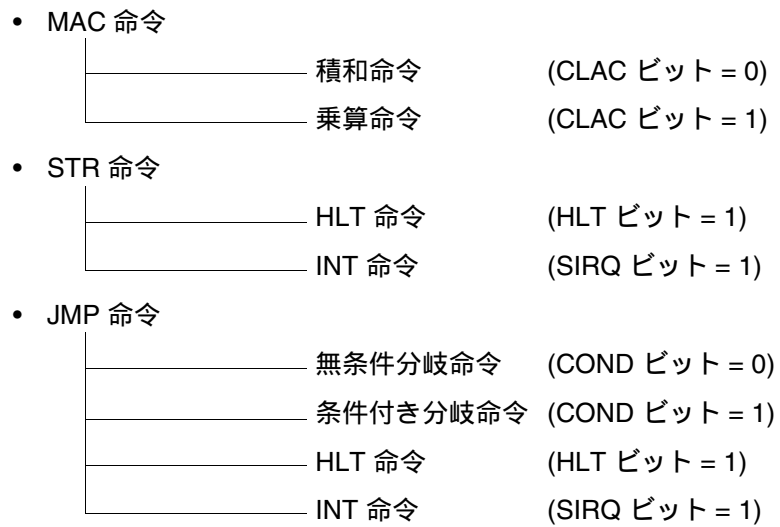 • MAC 命令
積和命令 (CLAC ビット = 0)
乗算命令 (CLAC ビット = 1)
• STR 命令
HLT 命令 (HLT ビット = 1)
INT 命令 (SIRQ ビット = 1)
• JMP 命令
無条件分岐命令 (COND ビット = 0)
条件付き分岐命令 (COND ビット = 1)
HLT 命令 (HLT ビット = 1)
INT 命令 (SIRQ ビット = 1)